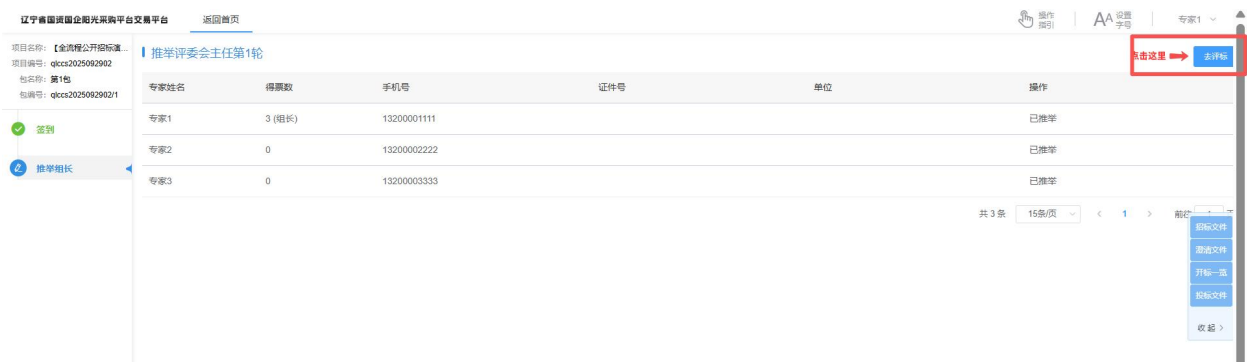 辽宁省国资国企阳光采购平台交易平台 返回首页 操作指引 AA 设置字号 专家1
项目名称：【全流程公开招标演...
项目编号：qlccs2025092902
包名称：第1包
包编号：qlccs2025092902/1
签到
推举组长
推举评委会主任第1轮
点击这里 去评标
专家姓名 得票数 手机号 证件号 单位 操作
专家1 3 (组长) 13200001111 已推举
专家2 0 13200002222 已推举
专家3 0 13200003333 已推举
共 3 条 15条/页 < 1 > 前往
招标文件
澄清文件
开标一览
投标文件
收起 >